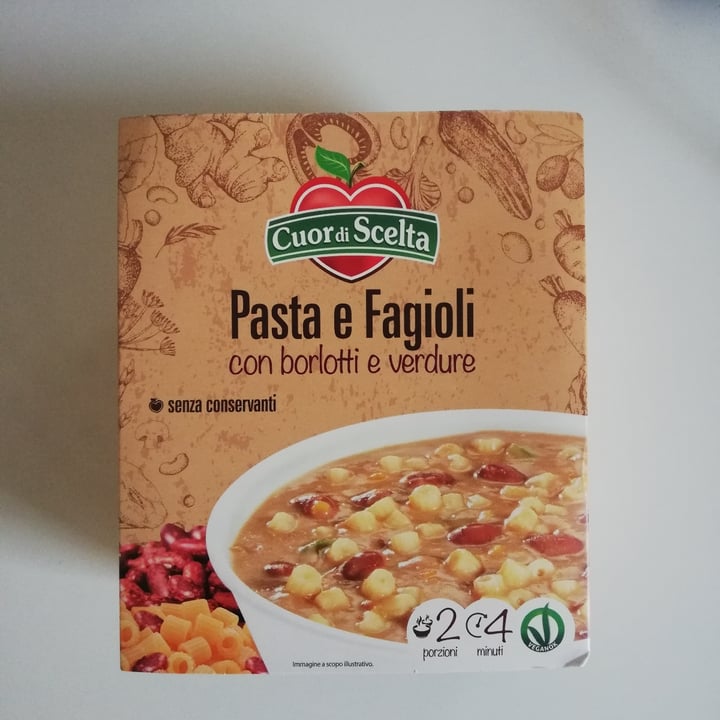 Cuor di Scelta
Pasta e Fagioli
con borlotti e verdure
senza conservanti
2 4
porzioni minuti
VEGANOK
Immagine a scopo illustrativo.